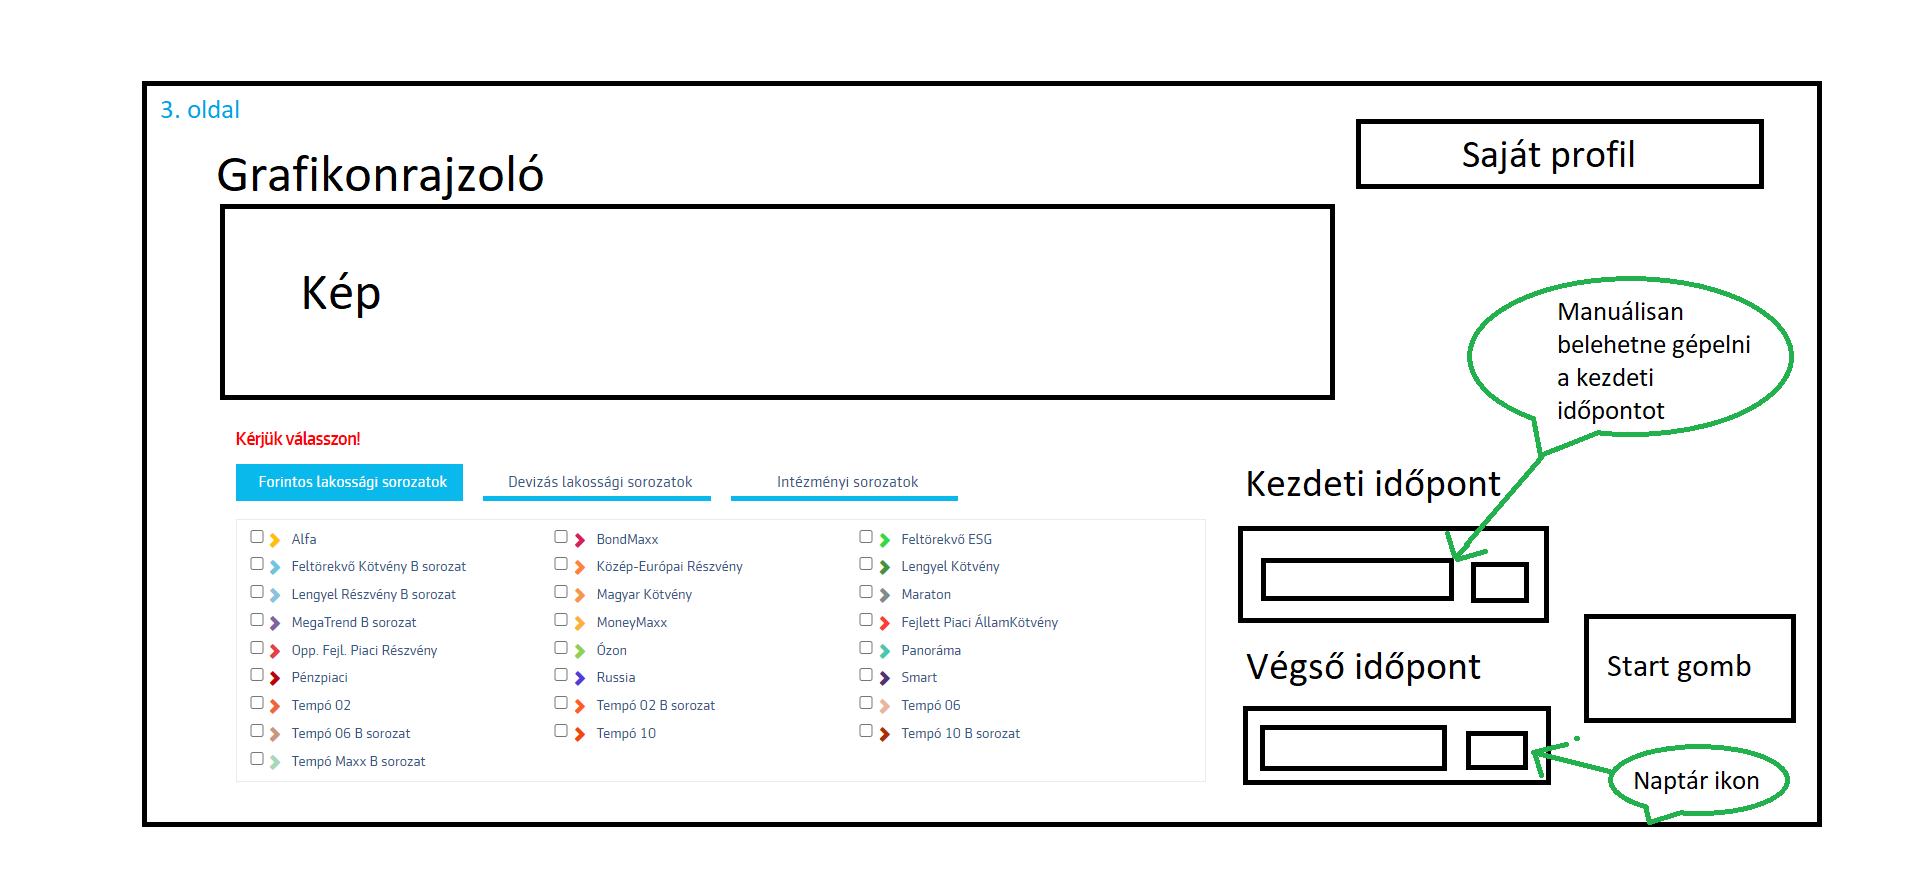 3. oldal
Saját profil
Grafikonrajzoló
Kép
Manuálisan
belehetne gépelni
a kezdeti
időpontot
Kérjük válasszon!
Forintos lakossági sorozatok
Devizás lakossági sorozatok
Intézményi sorozatok
Kezdeti időpont
Alfa
BondMaxx
Feltörekvő ESG
Feltörekvő Kötvény B sorozat
Közép-Európai Részvény
Lengyel Kötvény
Lengyel Részvény B sorozat
Magyar Kötvény
Maraton
MegaTrend B sorozat
MoneyMaxx
Fejlett Piaci ÁllamKötvény
Opp. Fejl. Piaci Részvény
Ózon
Panoráma
Pénzpiaci
Russia
Smart
Tempó 02
Tempó 02 B sorozat
Tempó 06
Tempó 06 B sorozat
Tempó 10
Tempó 10 B sorozat
Tempó Maxx B sorozat
Végső időpont
Start gomb
Naptár ikon